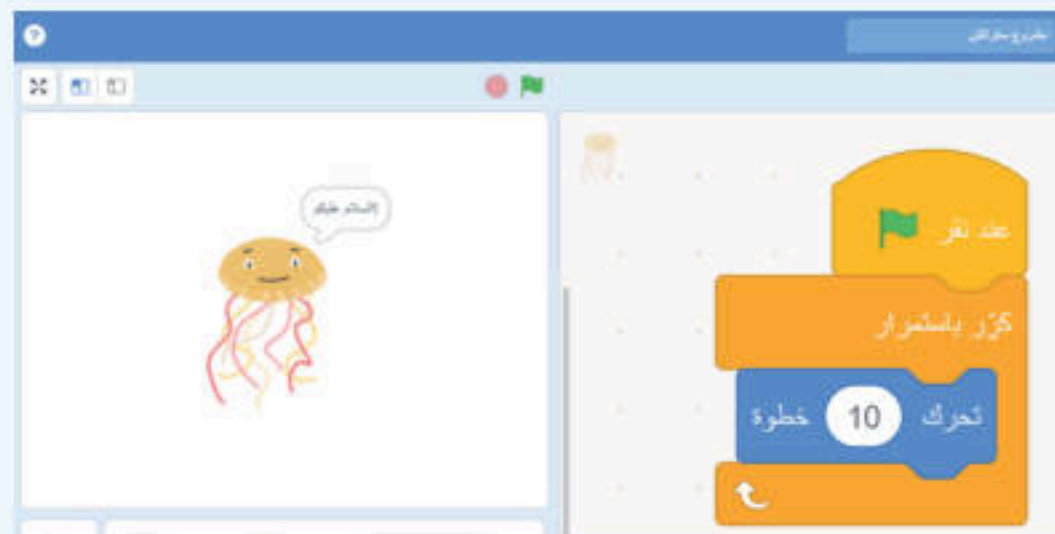 السلام عليكم
عند نقر
كرّر باستمرار
تحرك 10 خطوة